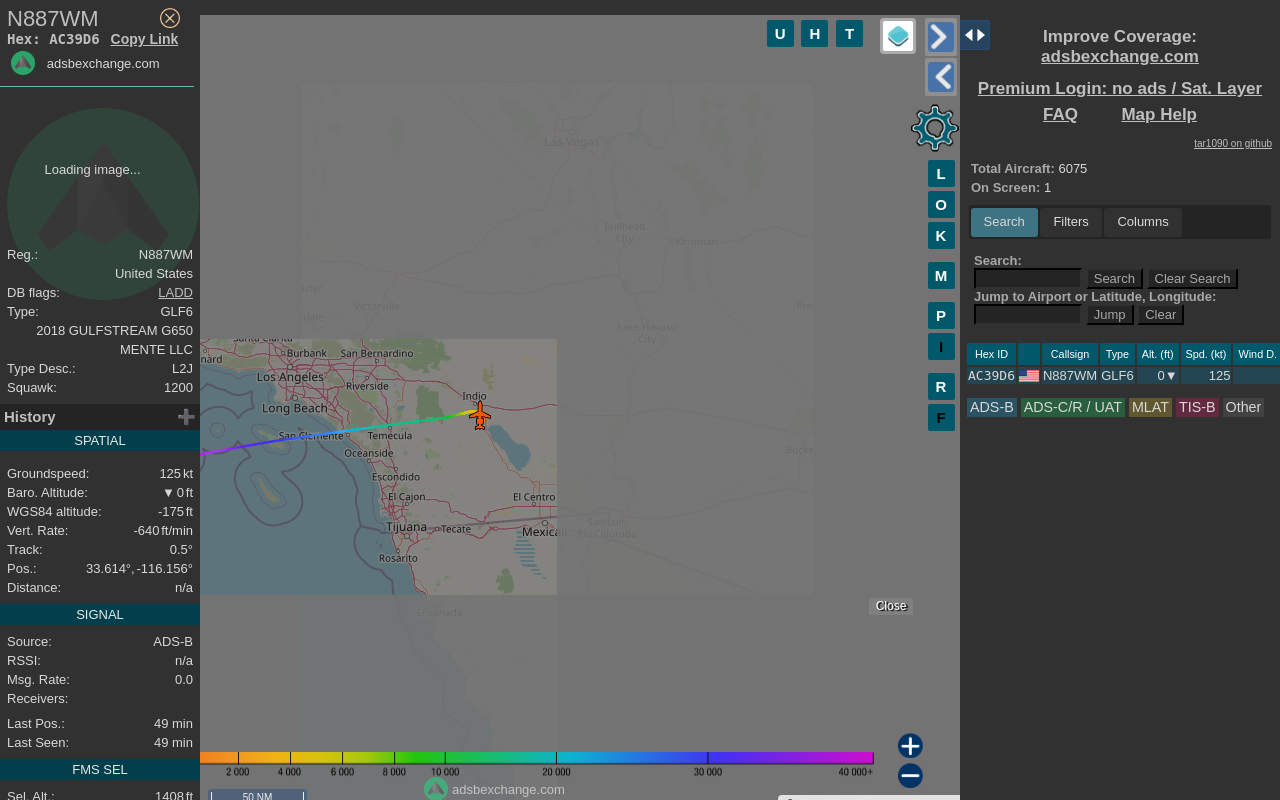 N887WM
Hex: AC39D6 Copy Link
adsbexchange.com
Loading image...
Reg.: N887WM
United States
DB flags: LADD
Type: GLF6
2018 GULFSTREAM G650
MENTE LLC
Type Desc.: L2J
Squawk: 1200
History
SPATIAL
Groundspeed: 125 kt
Baro. Altitude: ▼ 0 ft
WGS84 altitude: -175 ft
Vert. Rate: -640 ft/min
Track: 0.5°
Pos.: 33.614°, -116.156°
Distance: n/a
SIGNAL
Source: ADS-B
RSSI: n/a
Msg. Rate: 0.0
Receivers:
Last Pos.: 49 min
Last Seen: 49 min
FMS SEL
Sel. Alt.: 1408 ft
U H T
L
O
K
M
P
I
R
F
Las Vegas
Bullhead
City
Kingman
Victorville
Lake Havasu
City
Burbank
San Bernardino
Los Angeles
Riverside
Long Beach
Indio
San Clemente
Temecula
Oceanside
Escondido
El Cajon
El Centro
Tijuana
Tecate
Mexica
San Luis
Rio Colorado
Rosarito
Ensenada
Close
2 000 4 000 6 000 8 000 10 000 20 000 30 000 40 000+
adsbexchange.com
50 NM
Improve Coverage:
adsbexchange.com
Premium Login: no ads / Sat. Layer
FAQ Map Help
tar1090 on github
Total Aircraft: 6075
On Screen: 1
Search Filters Columns
Search:
Search Clear Search
Jump to Airport or Latitude, Longitude:
Jump Clear
Hex ID Callsign Type Alt. (ft) Spd. (kt) Wind D.
AC39D6 N887WM GLF6 0▼ 125
ADS-B ADS-C/R / UAT MLAT TIS-B Other